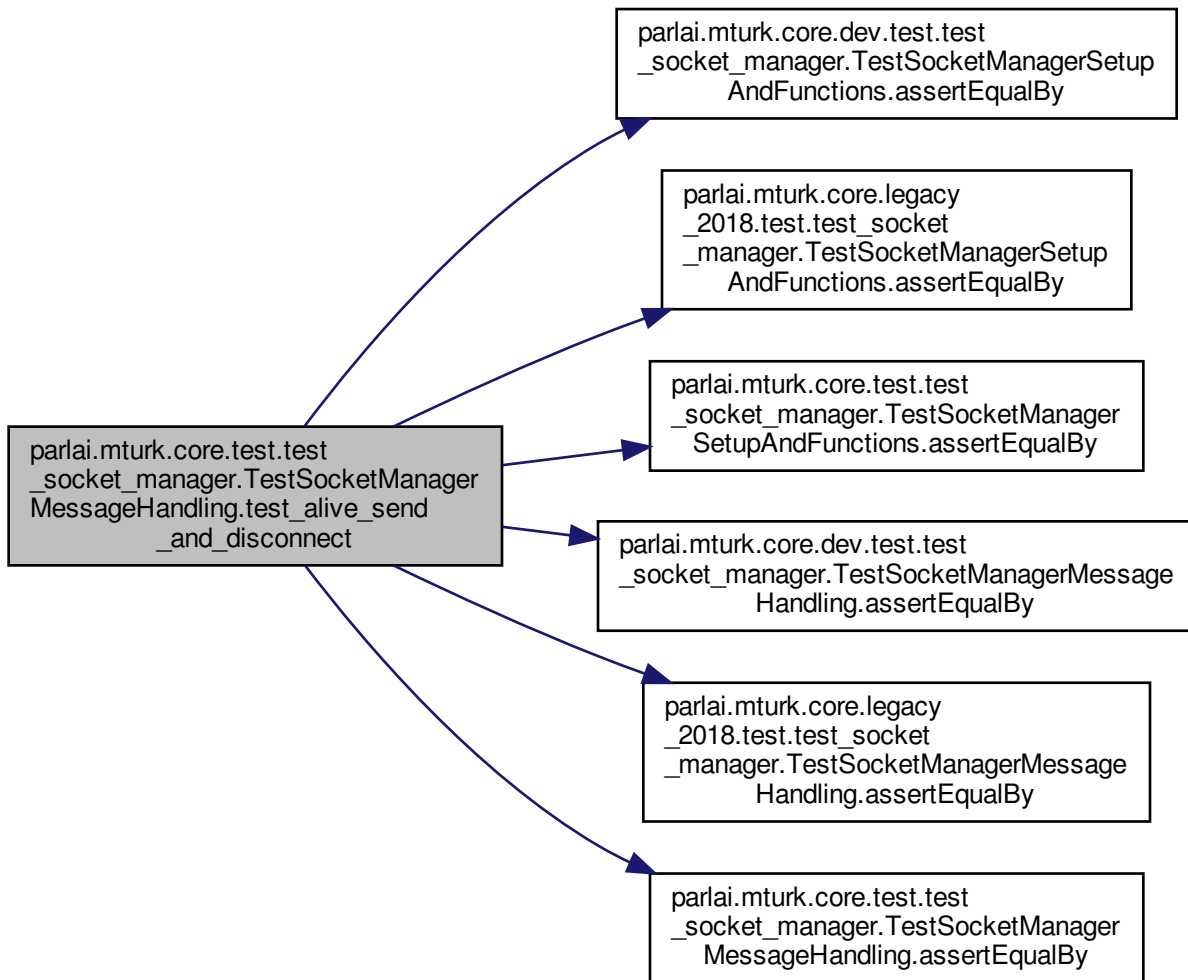 parlai.mturk.core.dev.test.test
_socket_manager.TestSocketManagerSetup
AndFunctions.assertEqualBy
parlai.mturk.core.legacy
_2018.test.test_socket
_manager.TestSocketManagerSetup
AndFunctions.assertEqualBy
parlai.mturk.core.test.test
_socket_manager.TestSocketManager
SetupAndFunctions.assertEqualBy
parlai.mturk.core.test.test
_socket_manager.TestSocketManager
MessageHandling.test_alive_send
_and_disconnect
parlai.mturk.core.dev.test.test
_socket_manager.TestSocketManagerMessage
Handling.assertEqualBy
parlai.mturk.core.legacy
_2018.test.test_socket
_manager.TestSocketManagerMessage
Handling.assertEqualBy
parlai.mturk.core.test.test
_socket_manager.TestSocketManager
MessageHandling.assertEqualBy